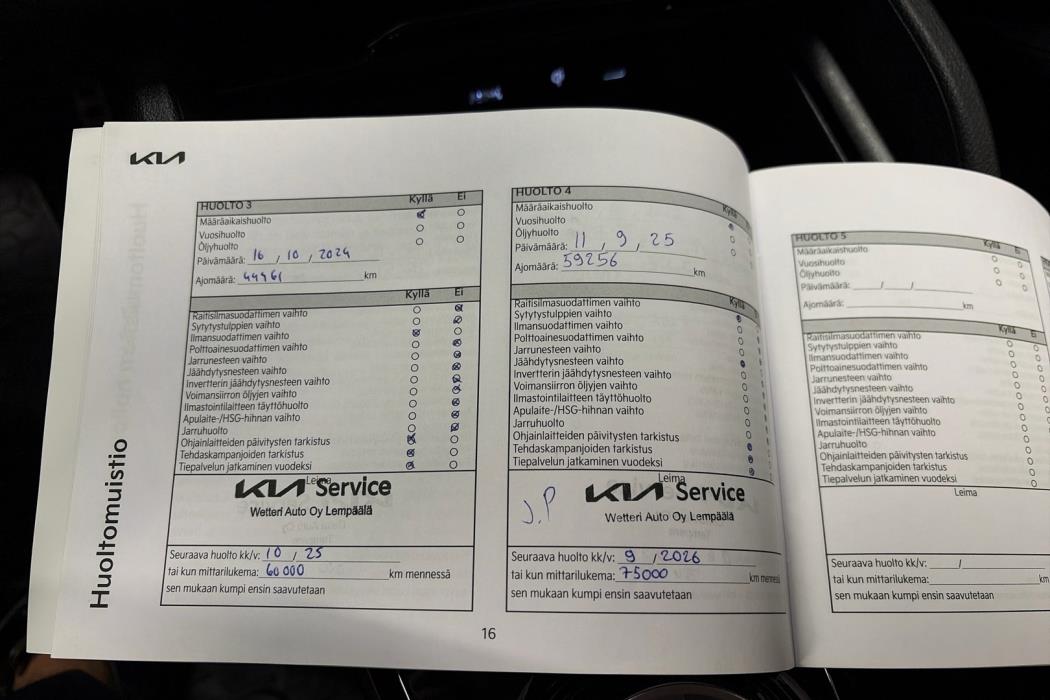 KIA
Huoltomuistio
HUOLTO 3 Kyllä Ei
Määräaikaishuolto
Vuosihuolto
Öljyhuolto
Päivämäärä: 16 / 10 / 2024
Ajomäärä: 44961 km
Kyllä Ei
Raitisilmasuodattimen vaihto
Sytytystulppien vaihto
Ilmansuodattimen vaihto
Polttoainesuodattimen vaihto
Jarrunesteen vaihto
Jäähdytysnesteen vaihto
Invertterin jäähdytysnesteen vaihto
Voimansiirron öljyjen vaihto
Ilmastointilaitteen täyttöhuolto
Apulaite-/HSG-hihnan vaihto
Jarruhuolto
Ohjainlaitteiden päivitysten tarkistus
Tehdaskampanjoiden tarkistus
Tiepalvelun jatkaminen vuodeksi
Leima
KIA Service
Wetteri Auto Oy Lempäälä
Seuraava huolto kk/v: 10 / 25
tai kun mittarilukema: 60 000 km mennessä
sen mukaan kumpi ensin saavutetaan
HUOLTO 4 Kyllä
Määräaikaishuolto
Vuosihuolto
Öljyhuolto
Päivämäärä: 11 / 9 / 25
Ajomäärä: 59256 km
Kyllä
Raitisilmasuodattimen vaihto
Sytytystulppien vaihto
Ilmansuodattimen vaihto
Polttoainesuodattimen vaihto
Jarrunesteen vaihto
Jäähdytysnesteen vaihto
Invertterin jäähdytysnesteen vaihto
Voimansiirron öljyjen vaihto
Ilmastointilaitteen täyttöhuolto
Apulaite-/HSG-hihnan vaihto
Jarruhuolto
Ohjainlaitteiden päivitysten tarkistus
Tehdaskampanjoiden tarkistus
Tiepalvelun jatkaminen vuodeksi
Leima
J.P KIA Service
Wetteri Auto Oy Lempäälä
Seuraava huolto kk/v: 9 / 2026
tai kun mittarilukema: 75000 km mennessä
sen mukaan kumpi ensin saavutetaan
16
HUOLTO 5 Kyllä Ei
Määräaikaishuolto
Vuosihuolto
Öljyhuolto
Päivämäärä: / /
Ajomäärä: km
Kyllä Ei
Raitisilmasuodattimen vaihto
Sytytystulppien vaihto
Ilmansuodattimen vaihto
Polttoainesuodattimen vaihto
Jarrunesteen vaihto
Jäähdytysnesteen vaihto
Invertterin jäähdytysnesteen vaihto
Voimansiirron öljyjen vaihto
Ilmastointilaitteen täyttöhuolto
Apulaite-/HSG-hihnan vaihto
Jarruhuolto
Ohjainlaitteiden päivitysten tarkistus
Tehdaskampanjoiden tarkistus
Tiepalvelun jatkaminen vuodeksi
Leima
Seuraava huolto kk/v: /
tai kun mittarilukema: km
sen mukaan kumpi ensin saavutetaan